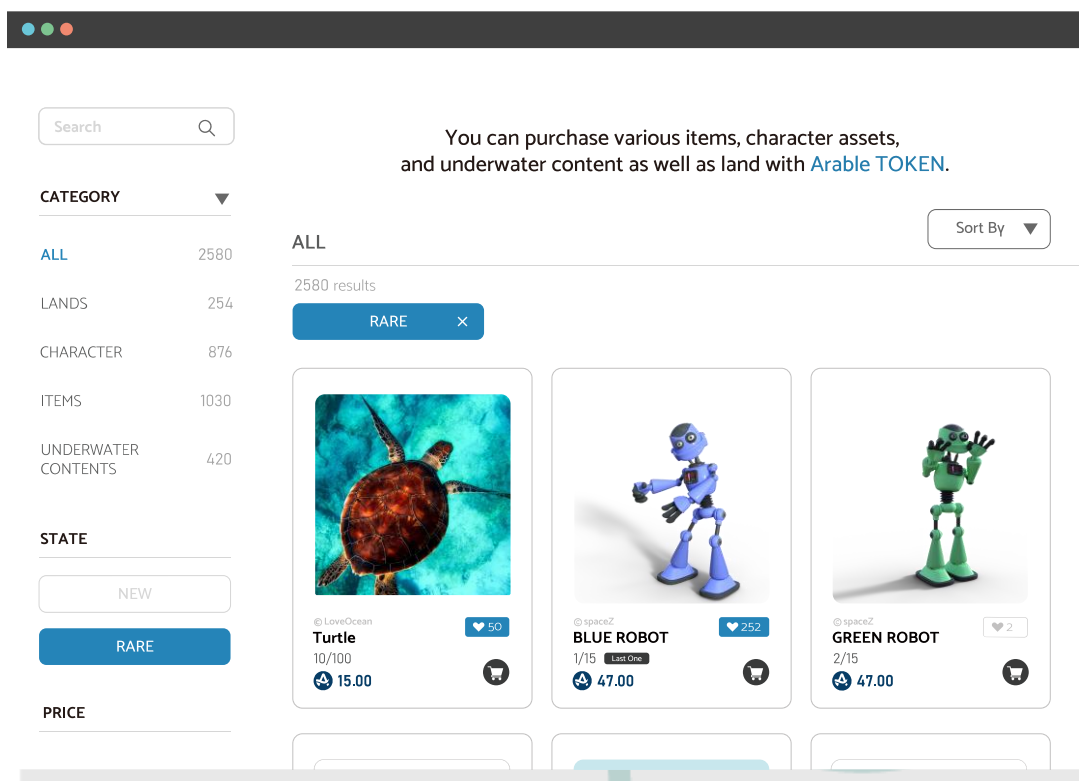 Search
CATEGORY
ALL 2580
LANDS 254
CHARACTER 876
ITEMS 1030
UNDERWATER
CONTENTS 420
STATE
NEW
RARE
PRICE
You can purchase various items, character assets,
and underwater content as well as land with Arable TOKEN.
Sort By
ALL
2580 results
RARE ×
© LoveOcean
Turtle 50
10/100
15.00
© spaceZ
BLUE ROBOT 252
1/15 Last One
47.00
© spaceZ
GREEN ROBOT 2
2/15
47.00